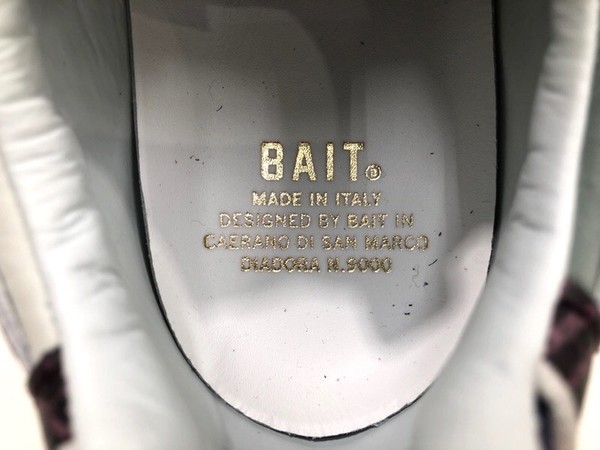 BAIT®
MADE IN ITALY
DESIGNED BY BAIT IN
CAERANO DI SAN MARCO
DIADORA N.9000